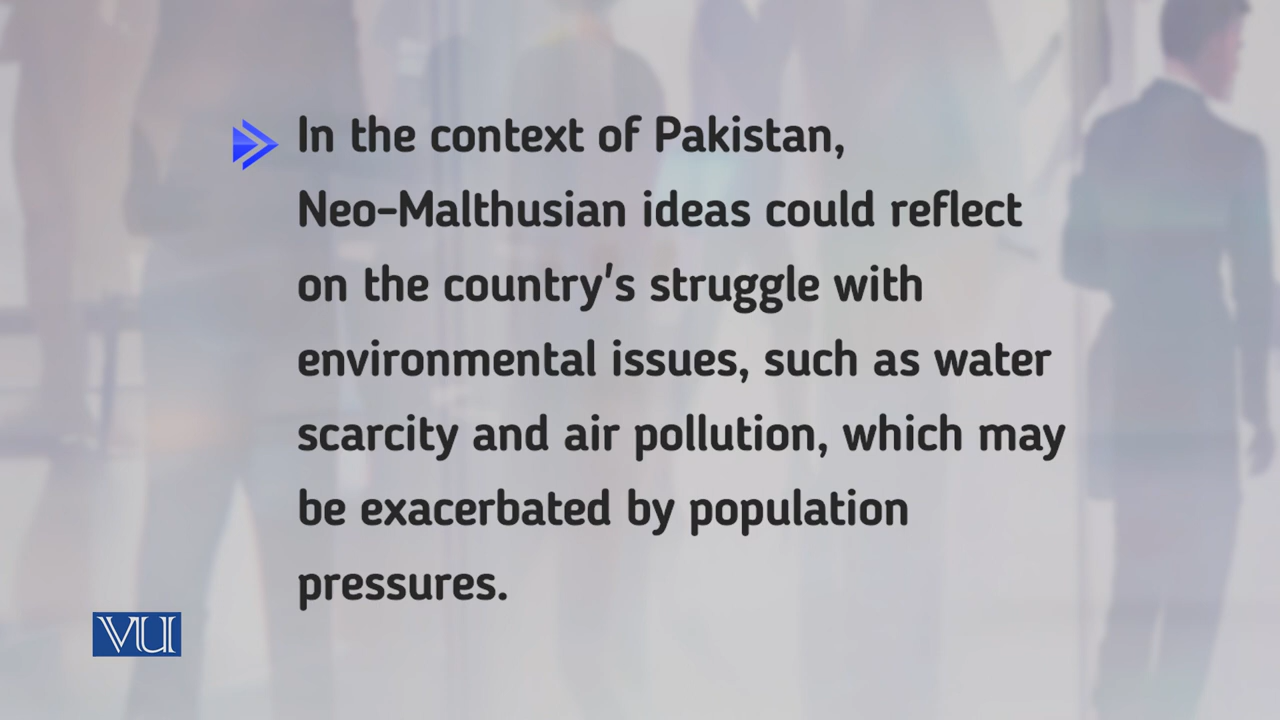 In the context of Pakistan,
Neo-Malthusian ideas could reflect
on the country's struggle with
environmental issues, such as water
scarcity and air pollution, which may
be exacerbated by population
pressures.
VU